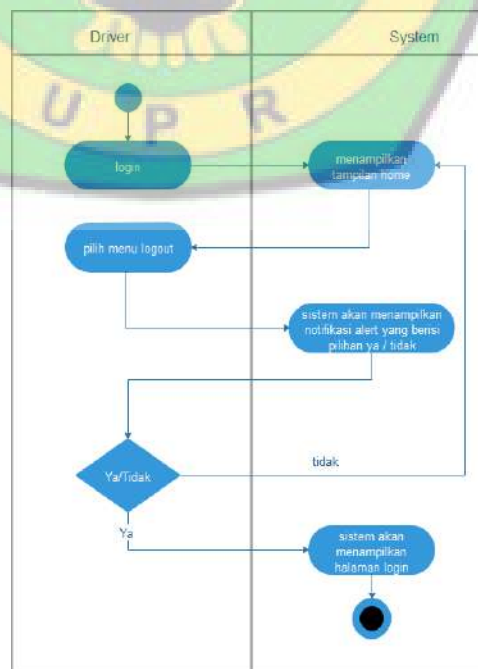 Driver
System
U P R
login
menampilkan
tampilan home
pilih menu logout
sistem akan menampilkan
notifikasi alert yang berisi
pilihan ya / tidak
Ya/Tidak
tidak
Ya
sistem akan
menampilkan
halaman login